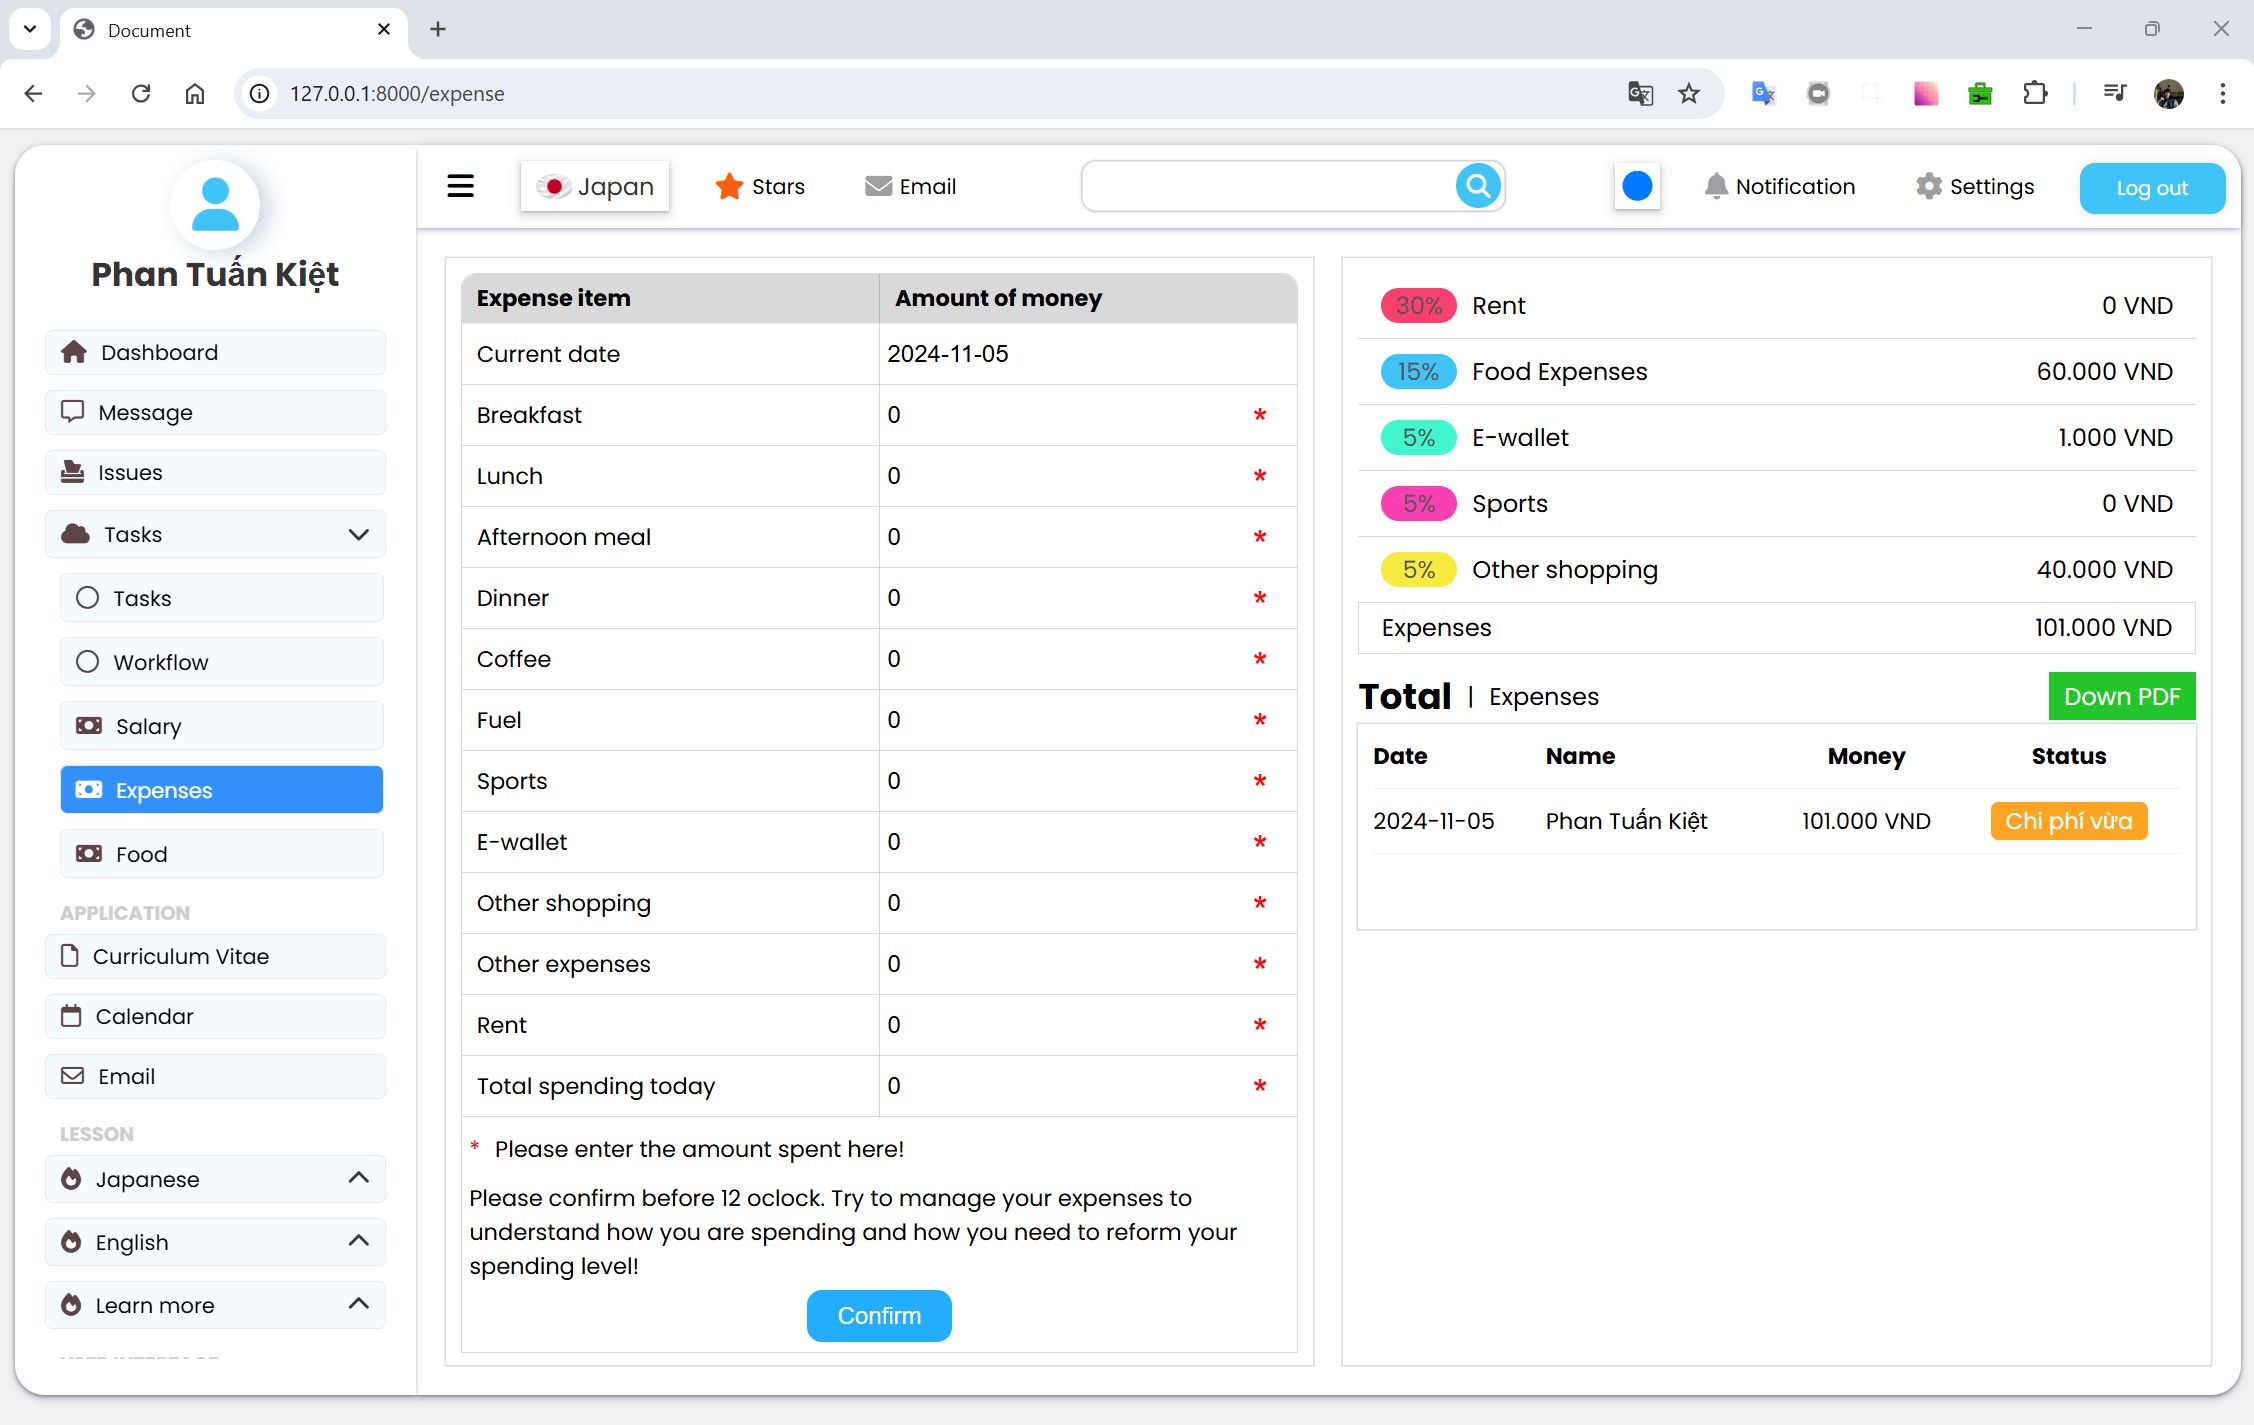 Document
127.0.0.1:8000/expense
Phan Tuấn Kiệt
Dashboard
Message
Issues
Tasks
Tasks
Workflow
Salary
Expenses
Food
APPLICATION
Curriculum Vitae
Calendar
Email
LESSON
Japanese
English
Learn more
Japan
Stars
Email
Notification
Settings
Log out
Expense item Amount of money
Current date 2024-11-05
Breakfast 0 *
Lunch 0 *
Afternoon meal 0 *
Dinner 0 *
Coffee 0 *
Fuel 0 *
Sports 0 *
E-wallet 0 *
Other shopping 0 *
Other expenses 0 *
Rent 0 *
Total spending today 0 *
* Please enter the amount spent here!
Please confirm before 12 oclock. Try to manage your expenses to
understand how you are spending and how you need to reform your
spending level!
Confirm
30% Rent 0 VND
15% Food Expenses 60.000 VND
5% E-wallet 1.000 VND
5% Sports 0 VND
5% Other shopping 40.000 VND
Expenses 101.000 VND
Total | Expenses
Down PDF
Date Name Money Status
2024-11-05 Phan Tuấn Kiệt 101.000 VND Chi phí vừa